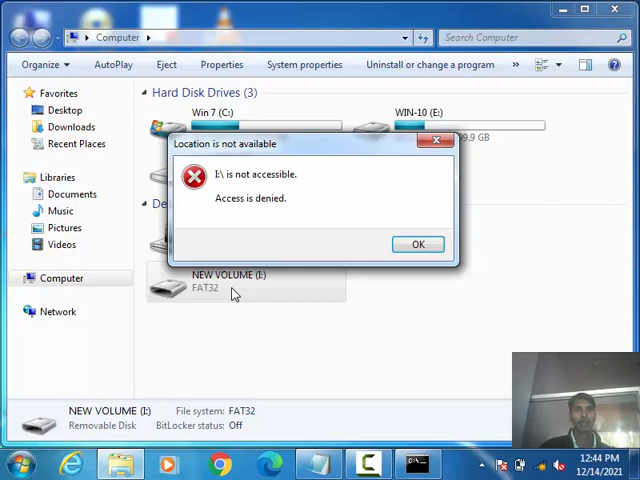 Computer
Search Computer
Organize
AutoPlay
Eject
Properties
System properties
Uninstall or change a program
»
Favorites
Desktop
Downloads
Recent Places
Libraries
Documents
Music
Pictures
Videos
Computer
Network
Hard Disk Drives (3)
Win 7 (C:)
WIN-10 (E:)
Location is not available
I:\ is not accessible.
Access is denied.
OK
NEW VOLUME (I:)
FAT32
NEW VOLUME (I:)
File system: FAT32
Removable Disk
BitLocker status: Off
12:44 PM
12/14/2021